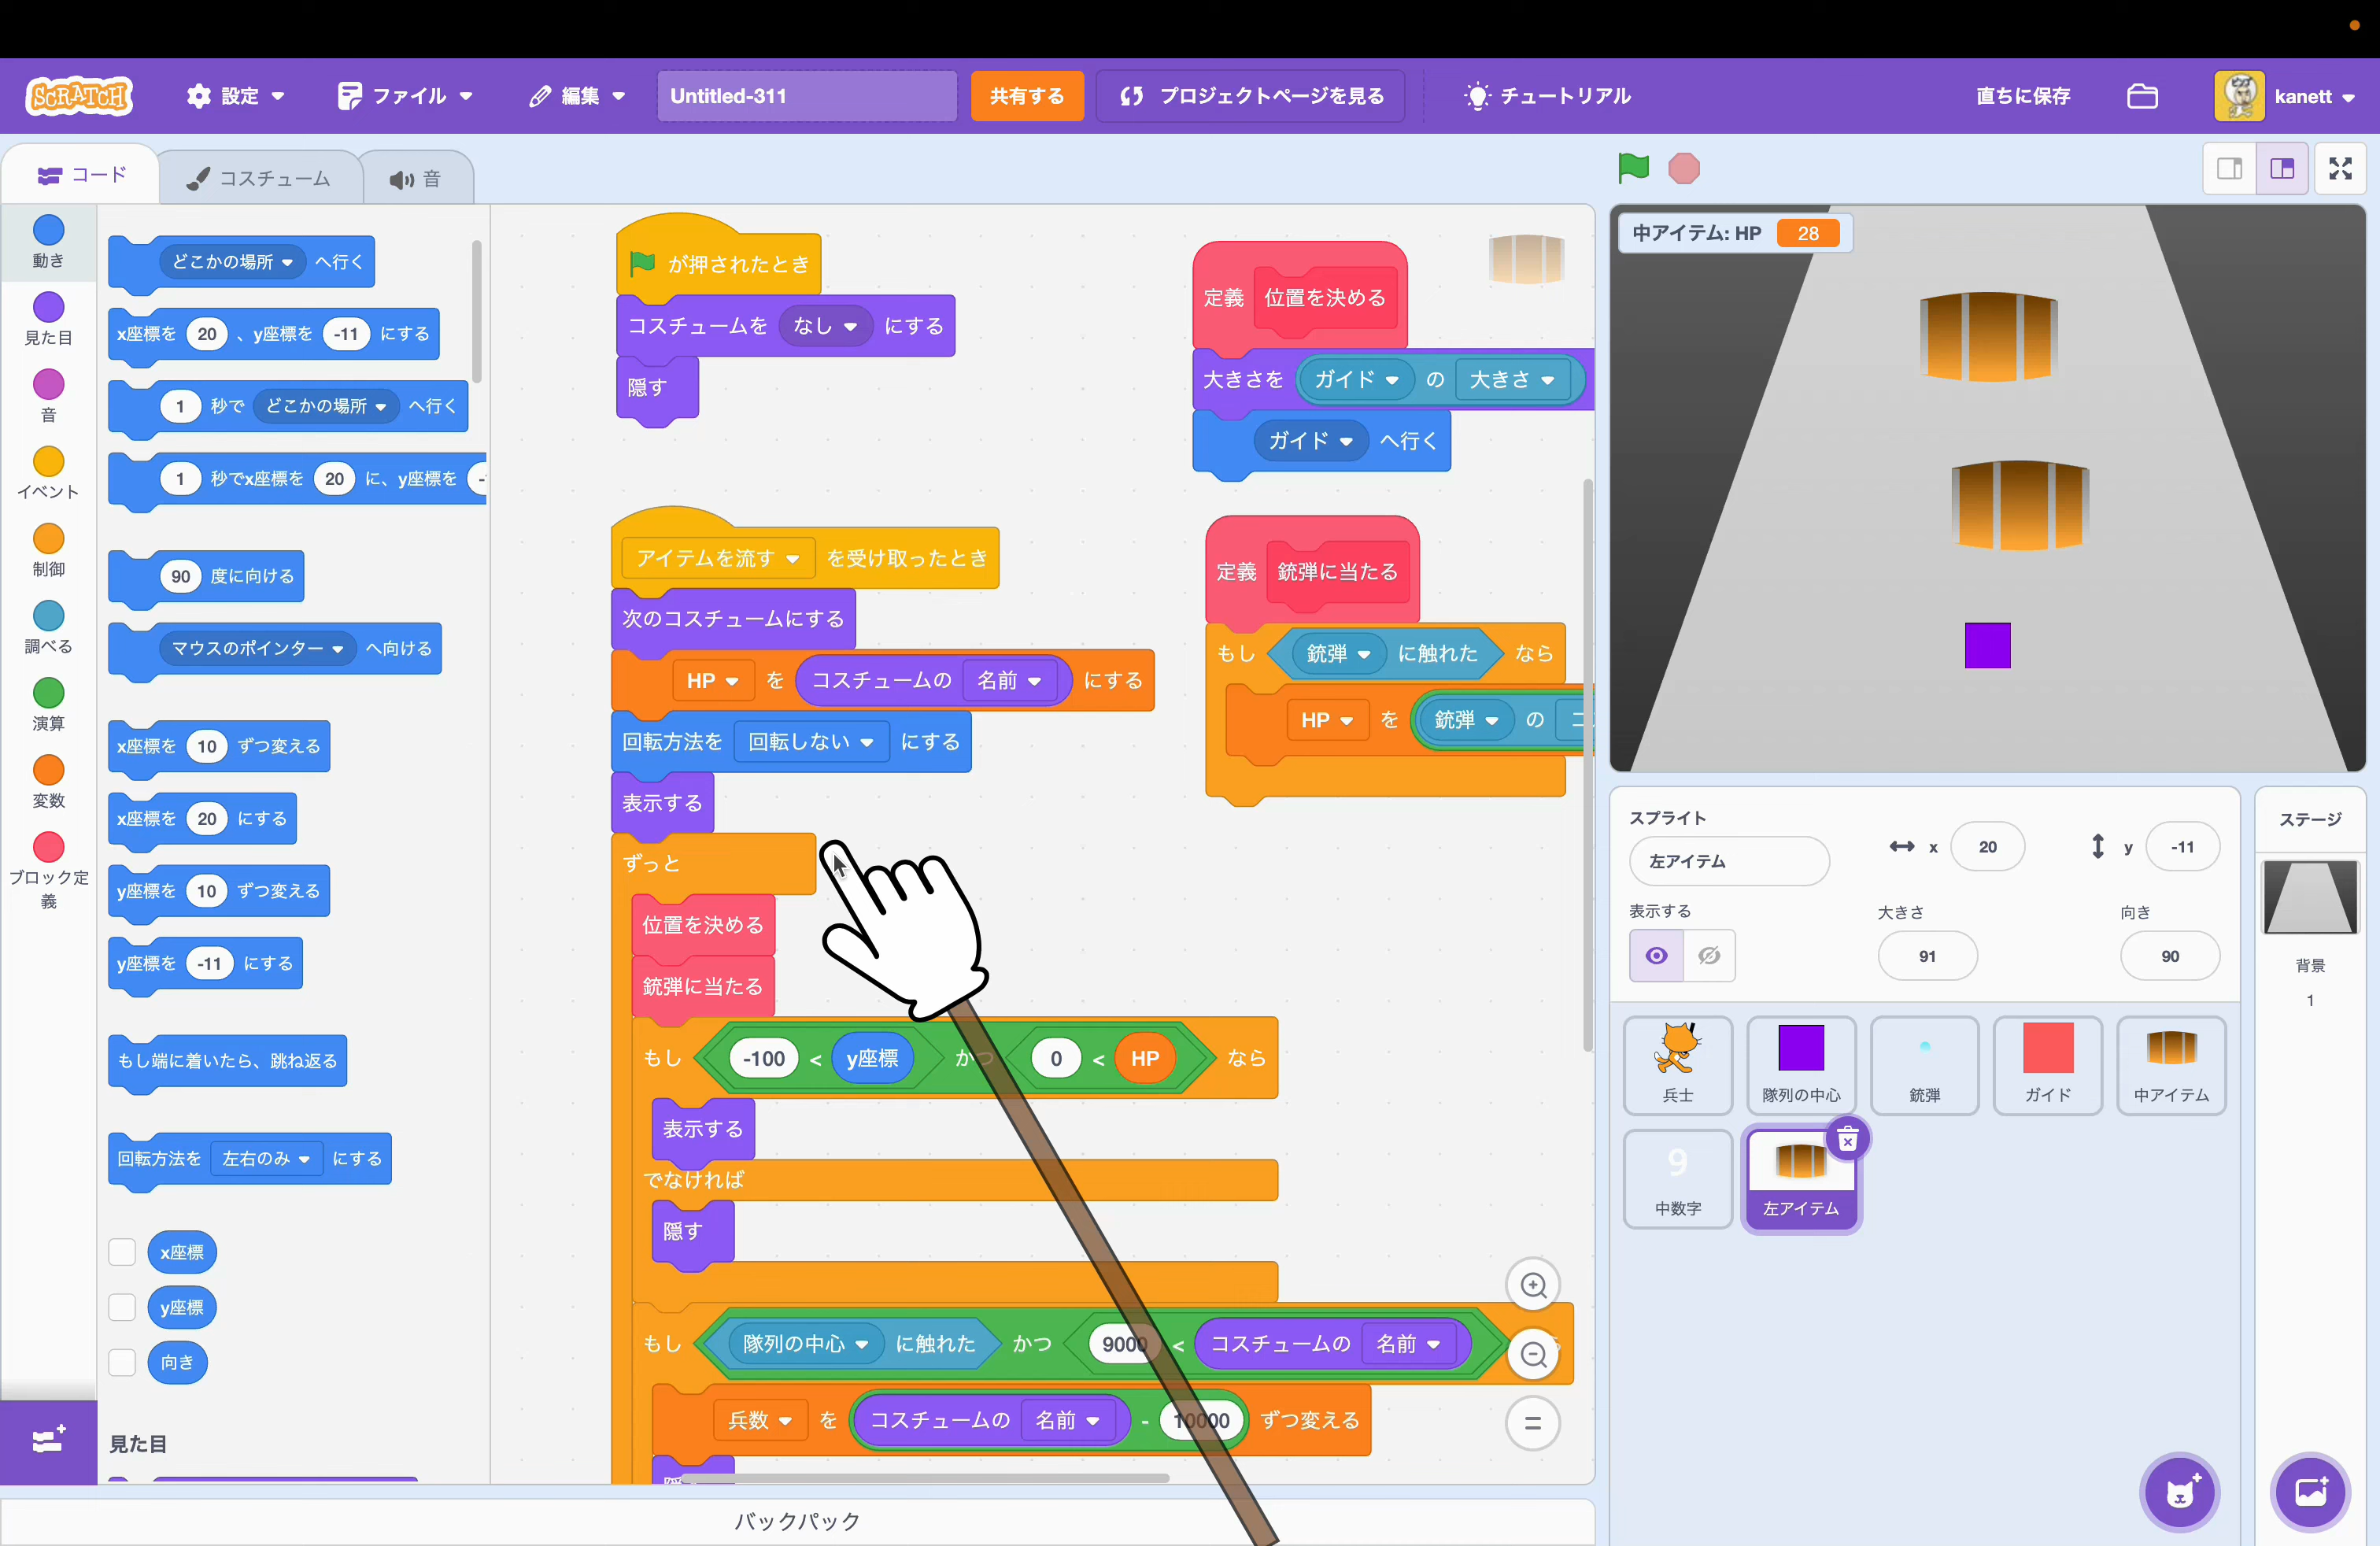 SCRATCH
設定
ファイル
編集
Untitled-311
共有する
プロジェクトページを見る
チュートリアル
直ちに保存
kanett
コード
コスチューム
音
動き
見た目
音
イベント
制御
調べる
演算
変数
ブロック定
義
どこかの場所 へ行く
x座標を 20 、y座標を -11 にする
1 秒で どこかの場所 へ行く
1 秒でx座標を 20 に、y座標を
90 度に向ける
マウスのポインター へ向ける
x座標を 10 ずつ変える
x座標を 20 にする
y座標を 10 ずつ変える
y座標を -11 にする
もし端に着いたら、跳ね返る
回転方法を 左右のみ にする
x座標
y座標
向き
見た目
が押されたとき
コスチュームを なし にする
隠す
アイテムを流す を受け取ったとき
次のコスチュームにする
HP を コスチュームの 名前 にする
回転方法を 回転しない にする
表示する
ずっと
位置を決める
銃弾に当たる
もし -100 < y座標 かつ 0 < HP なら
表示する
でなければ
隠す
もし 隊列の中心 に触れた かつ 9000 < コスチュームの 名前
兵数 を コスチュームの 名前 - 10000 ずつ変える
定義 位置を決める
大きさを ガイド の 大きさ
ガイド へ行く
定義 銃弾に当たる
もし 銃弾 に触れた なら
HP を 銃弾 の
バックパック
中アイテム: HP 28
スプライト
左アイテム
x 20
y -11
表示する
大きさ
91
向き
90
兵士
隊列の中心
銃弾
ガイド
中アイテム
9
中数字
左アイテム
ステージ
背景
1